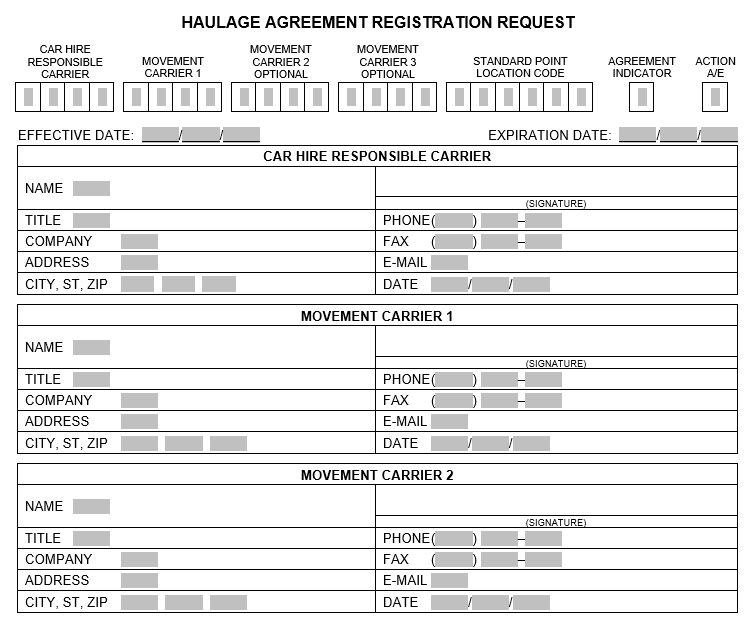 HAULAGE AGREEMENT REGISTRATION REQUEST
CAR HIRE RESPONSIBLE CARRIER
MOVEMENT CARRIER 1
MOVEMENT CARRIER 2 OPTIONAL
MOVEMENT CARRIER 3 OPTIONAL
STANDARD POINT LOCATION CODE
AGREEMENT INDICATOR
ACTION A/E
EFFECTIVE DATE: / / EXPIRATION DATE: / /
CAR HIRE RESPONSIBLE CARRIER
NAME
(SIGNATURE)
TITLE PHONE( ) –
COMPANY FAX ( ) –
ADDRESS E-MAIL
CITY, ST, ZIP DATE / /
MOVEMENT CARRIER 1
NAME
(SIGNATURE)
TITLE PHONE( ) –
COMPANY FAX ( ) –
ADDRESS E-MAIL
CITY, ST, ZIP DATE / /
MOVEMENT CARRIER 2
NAME
(SIGNATURE)
TITLE PHONE( ) –
COMPANY FAX ( ) –
ADDRESS E-MAIL
CITY, ST, ZIP DATE / /